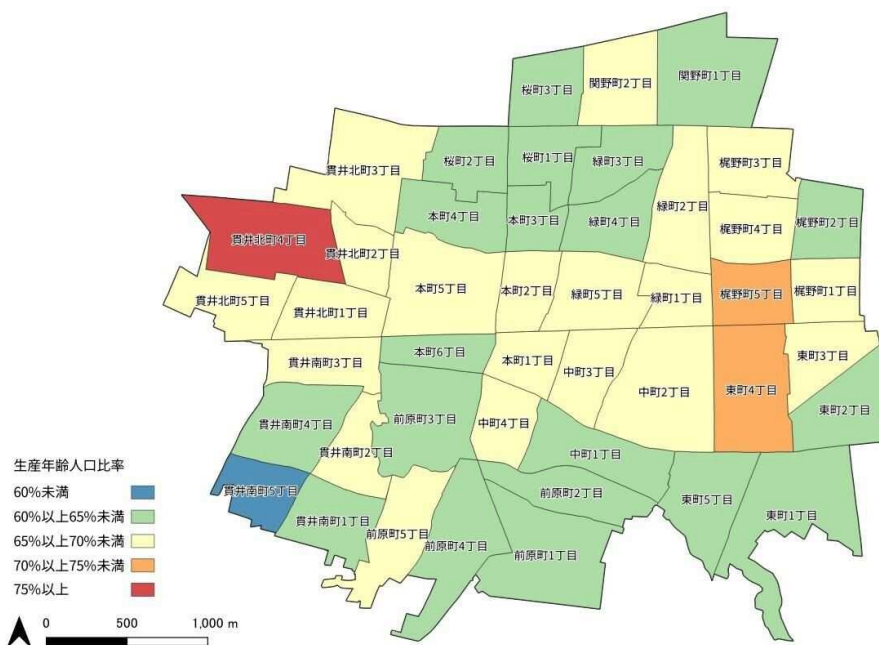 桜町3丁目
関野町2丁目
関野町1丁目
貫井北町3丁目
桜町2丁目
桜町1丁目
緑町3丁目
梶野町3丁目
本町4丁目
本町3丁目
緑町4丁目
緑町2丁目
梶野町4丁目
梶野町2丁目
貫井北町4丁目
貫井北町2丁目
貫井北町5丁目
貫井北町1丁目
本町5丁目
本町2丁目
緑町5丁目
緑町1丁目
梶野町5丁目
梶野町1丁目
貫井南町3丁目
本町6丁目
本町1丁目
中町3丁目
中町2丁目
東町4丁目
東町3丁目
東町2丁目
貫井南町4丁目
前原町3丁目
中町4丁目
貫井南町2丁目
中町1丁目
貫井南町5丁目
前原町2丁目
東町5丁目
東町1丁目
貫井南町1丁目
前原町5丁目
前原町4丁目
前原町1丁目
生産年齢人口比率
60%未満
60%以上65%未満
65%以上70%未満
70%以上75%未満
75%以上
0 500 1,000 m